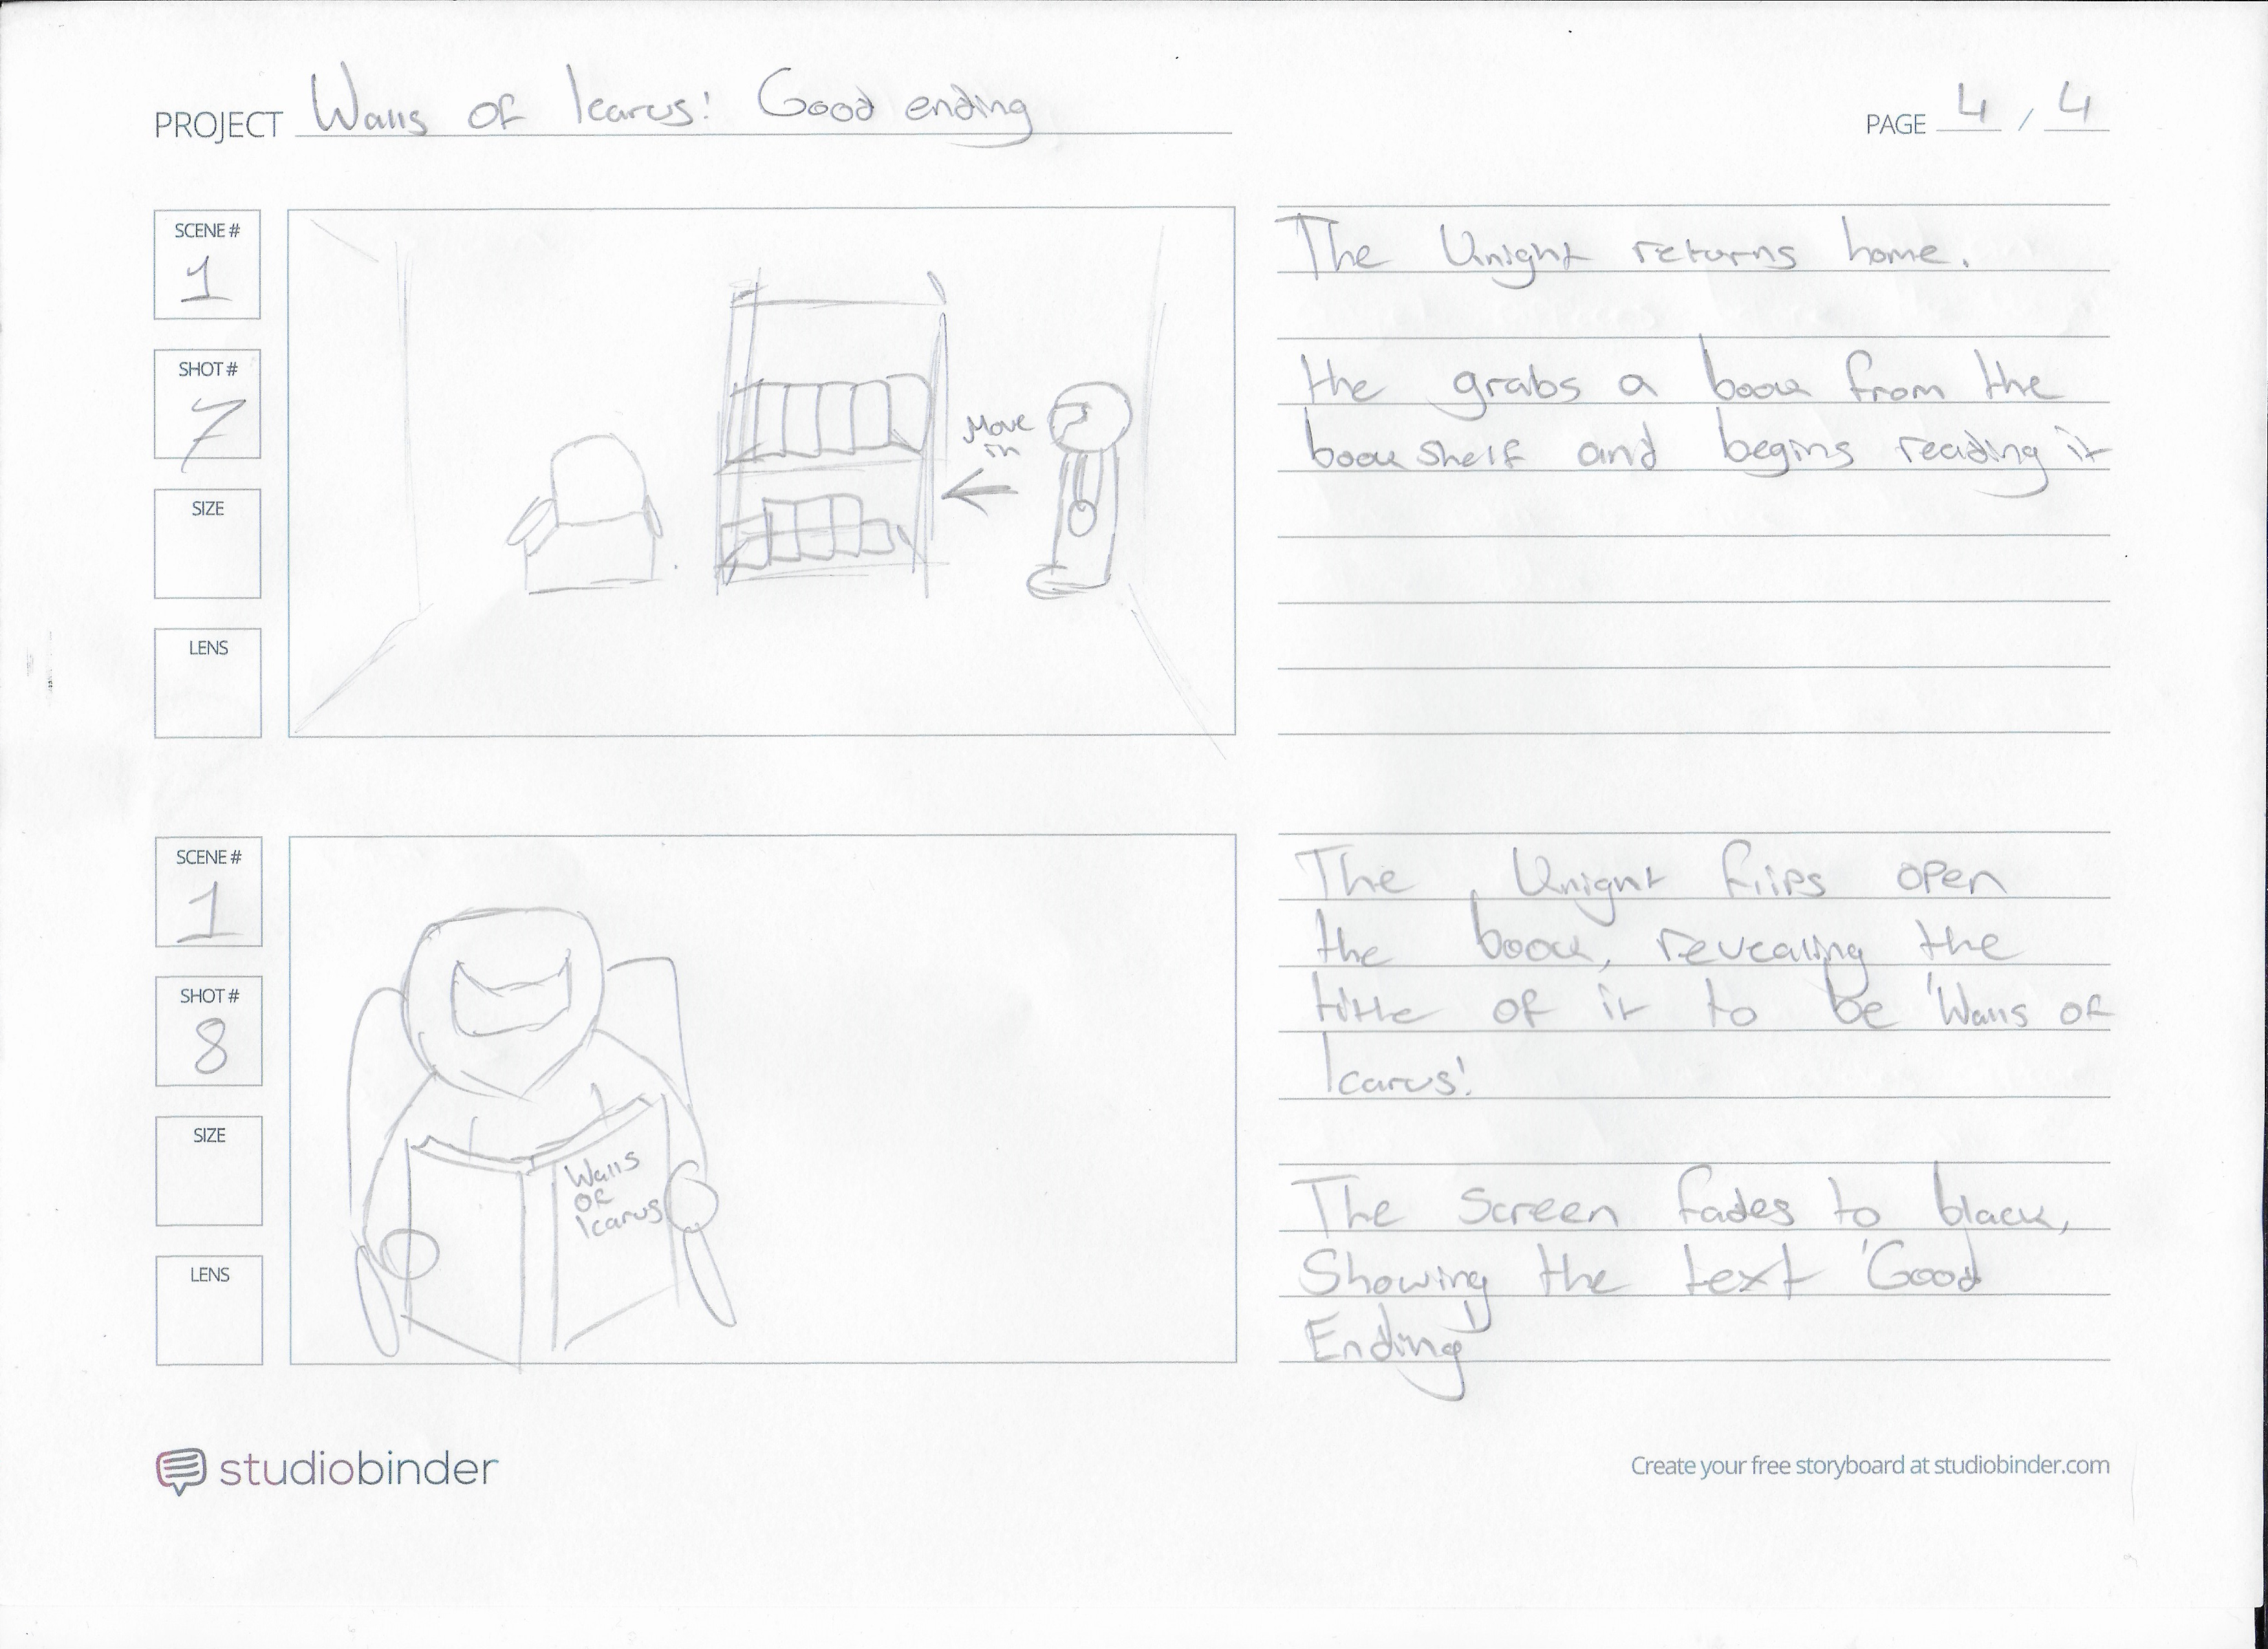 PROJECT Walls of Icarus: Good ending
PAGE 4 / 4
SCENE #
1
SHOT #
7
SIZE
LENS
Move
in
The Knight returns home.
the grabs a book from the
bookshelf and begins reading it
SCENE #
1
SHOT #
8
SIZE
LENS
Walls
OF
Icarus
The Knight flips open
the book, revealing the
title of it to be 'Walls of
Icarus'.
The Screen fades to black,
Showing the text 'Good
Ending'
studiobinder
Create your free storyboard at studiobinder.com